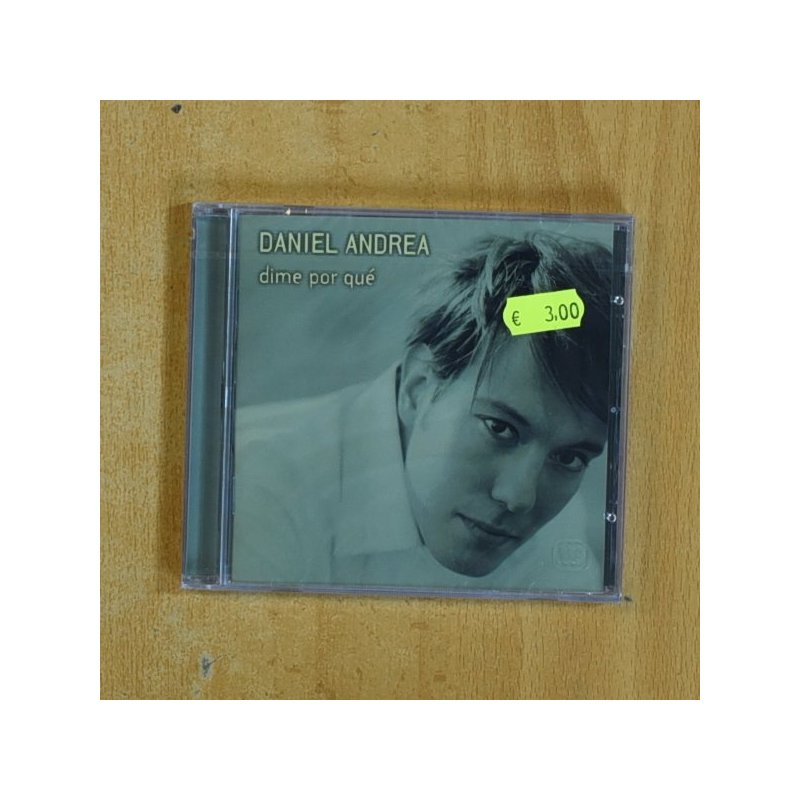 DANIEL ANDREA
dime por qué
€ 3,00